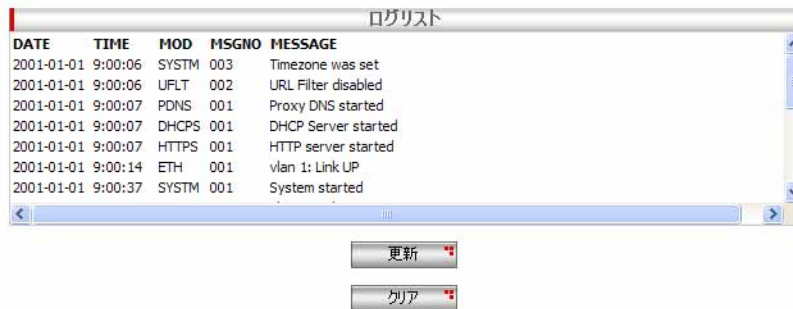 ログリスト
DATE TIME MOD MSGNO MESSAGE
2001-01-01 9:00:06 SYSTM 003 Timezone was set
2001-01-01 9:00:06 UFLT 002 URL Filter disabled
2001-01-01 9:00:07 PDNS 001 Proxy DNS started
2001-01-01 9:00:07 DHCPS 001 DHCP Server started
2001-01-01 9:00:07 HTTPS 001 HTTP server started
2001-01-01 9:00:14 ETH 001 vlan 1: Link UP
2001-01-01 9:00:37 SYSTM 001 System started
更新
クリア